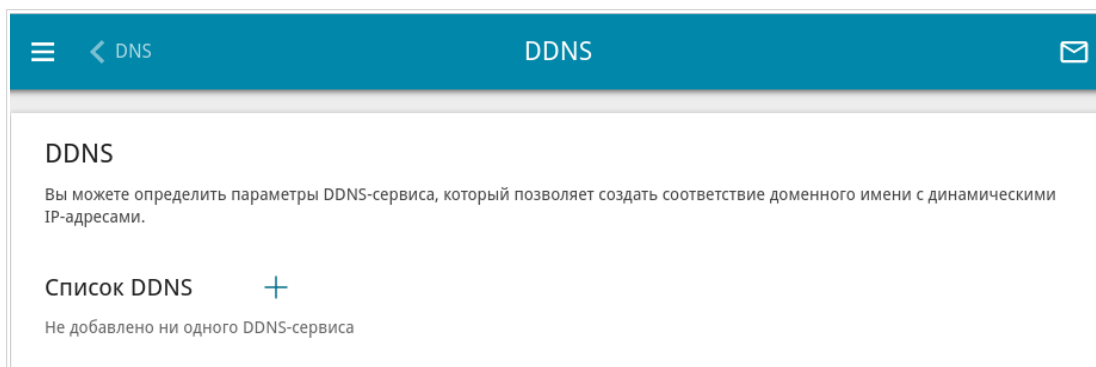 DNS
DDNS
DDNS
Вы можете определить параметры DDNS-сервиса, который позволяет создать соответствие доменного имени с динамическими
IP-адресами.
Список DDNS
Не добавлено ни одного DDNS-сервиса